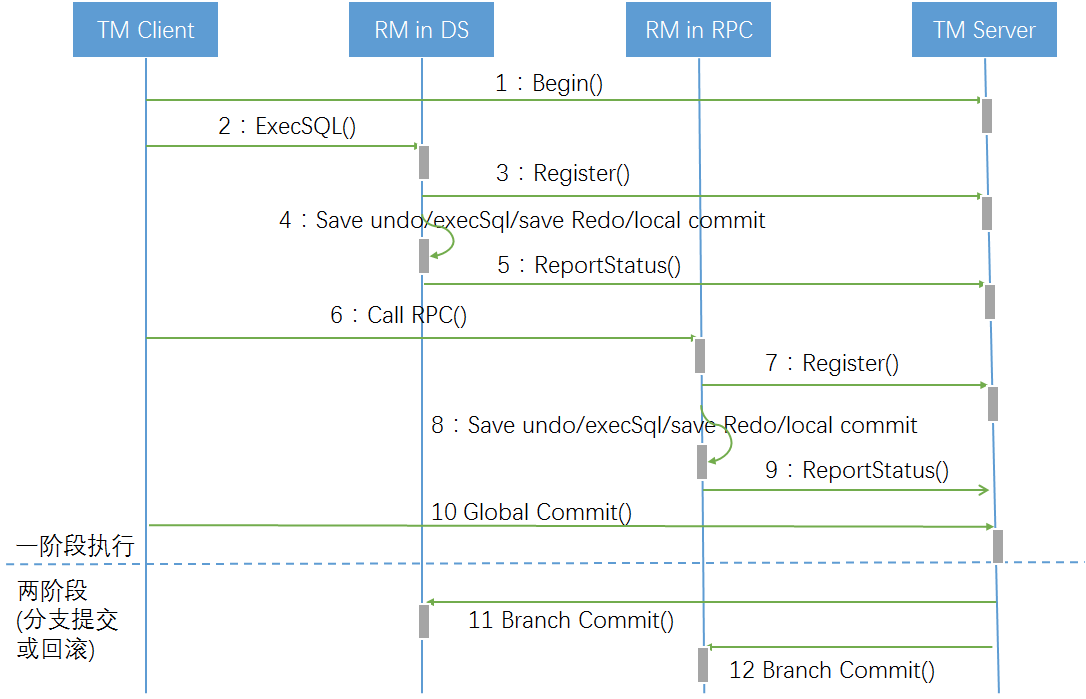 TM Client
RM in DS
RM in RPC
TM Server
1：Begin()
2：ExecSQL()
3：Register()
4：Save undo/execSql/save Redo/local commit
5：ReportStatus()
6：Call RPC()
7：Register()
8：Save undo/execSql/save Redo/local commit
9：ReportStatus()
10 Global Commit()
一阶段执行
两阶段
(分支提交
或回滚)
11 Branch Commit()
12 Branch Commit()